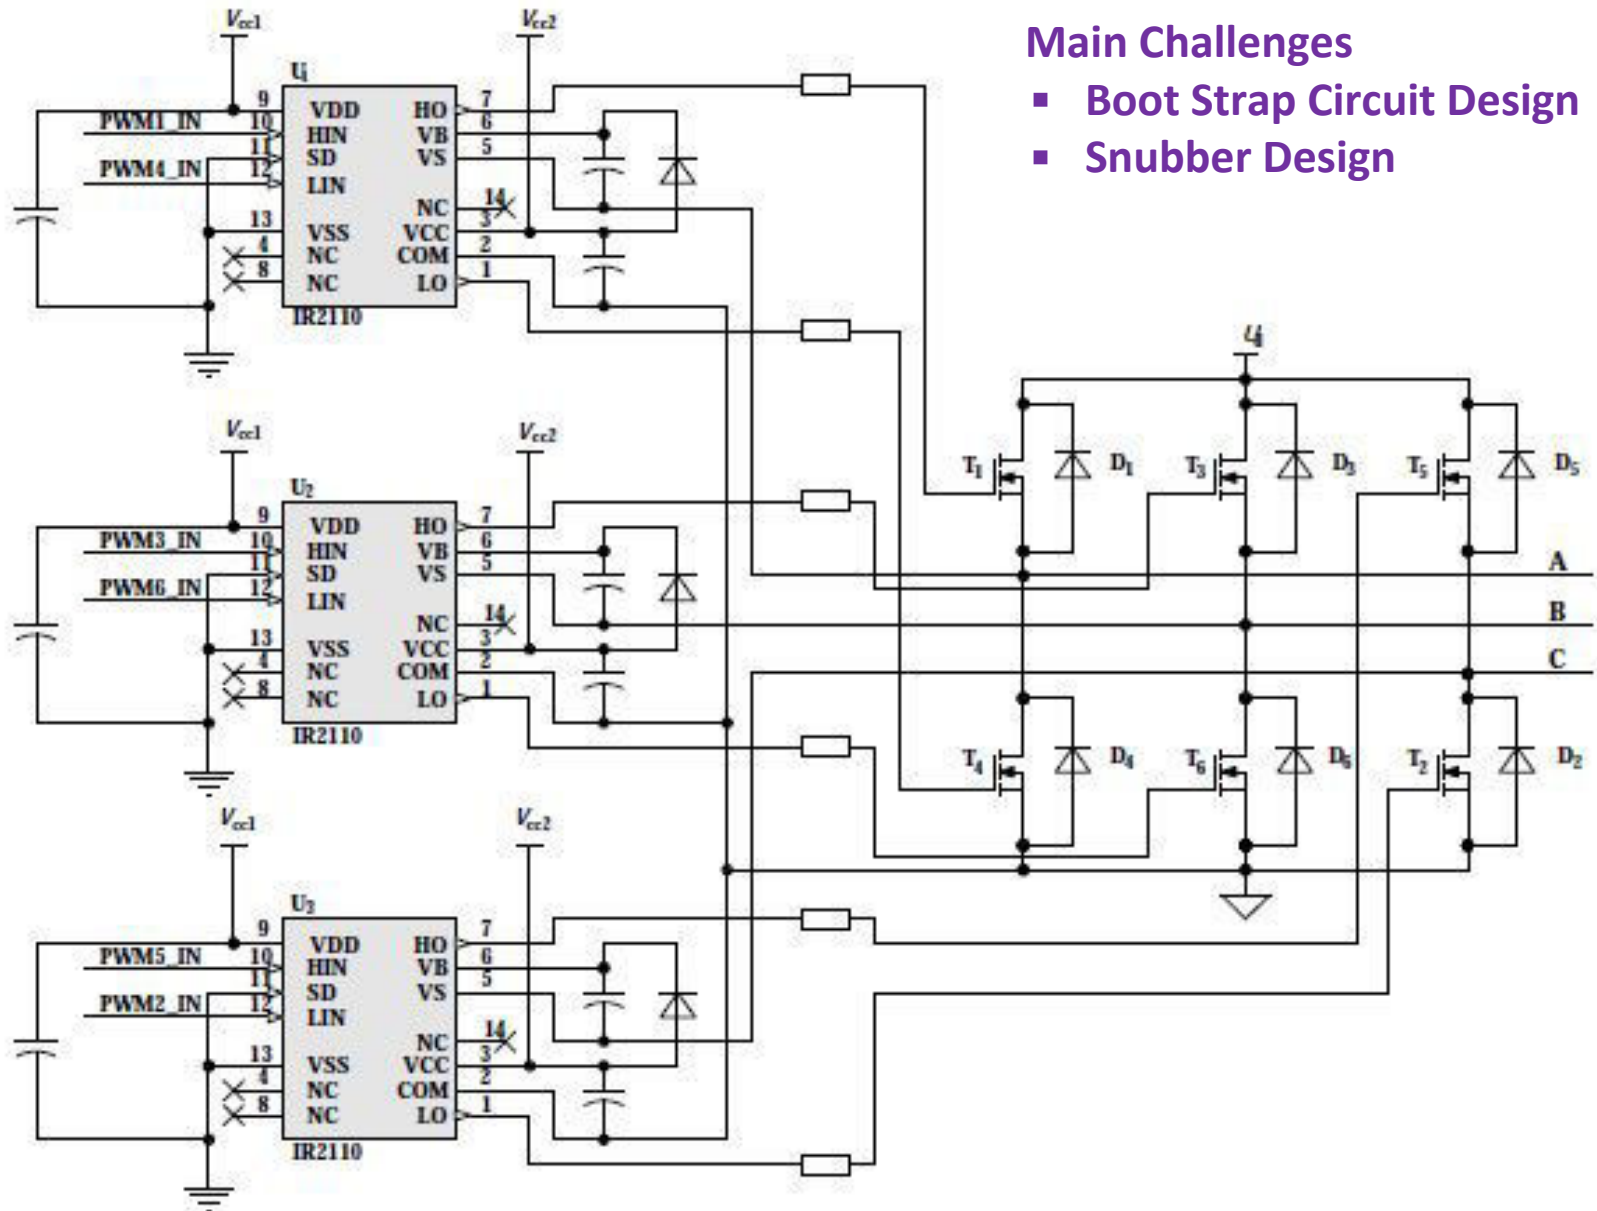 Main Challenges
▪ Boot Strap Circuit Design
▪ Snubber Design
Vcc1
Vcc2
U1
9 VDD HO 7
PWM1_IN 10 HIN VB 6
11 SD VS 5
PWM4_IN 12 LIN
NC 14
13 VSS VCC 3
4 NC COM 2
8 NC LO 1
IR2110
Vcc1
Vcc2
U2
9 VDD HO 7
PWM3_IN 10 HIN VB 6
11 SD VS 5
PWM6_IN 12 LIN
NC 14
13 VSS VCC 3
4 NC COM 2
8 NC LO 1
IR2110
Vcc1
Vcc2
U3
9 VDD HO 7
PWM5_IN 10 HIN VB 6
11 SD VS 5
PWM2_IN 12 LIN
NC 14
13 VSS VCC 3
4 NC COM 2
8 NC LO 1
IR2110
T1 D1 T3 D3 T5 D5
A
B
C
T4 D4 T6 D6 T2 D2